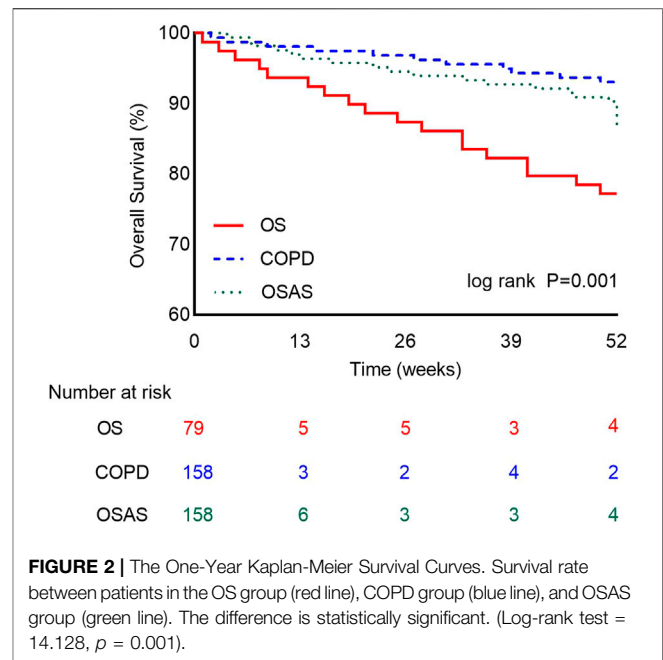 100
90
80
70
60
Overall Survival (%)
OS
COPD
OSAS
log rank P=0.001
0 13 26 39 52
Time (weeks)
Number at risk
OS 79 5 5 3 4
COPD 158 3 2 4 2
OSAS 158 6 3 3 4
FIGURE 2 | The One-Year Kaplan-Meier Survival Curves. Survival rate
between patients in the OS group (red line), COPD group (blue line), and OSAS
group (green line). The difference is statistically significant. (Log-rank test =
14.128, p = 0.001).